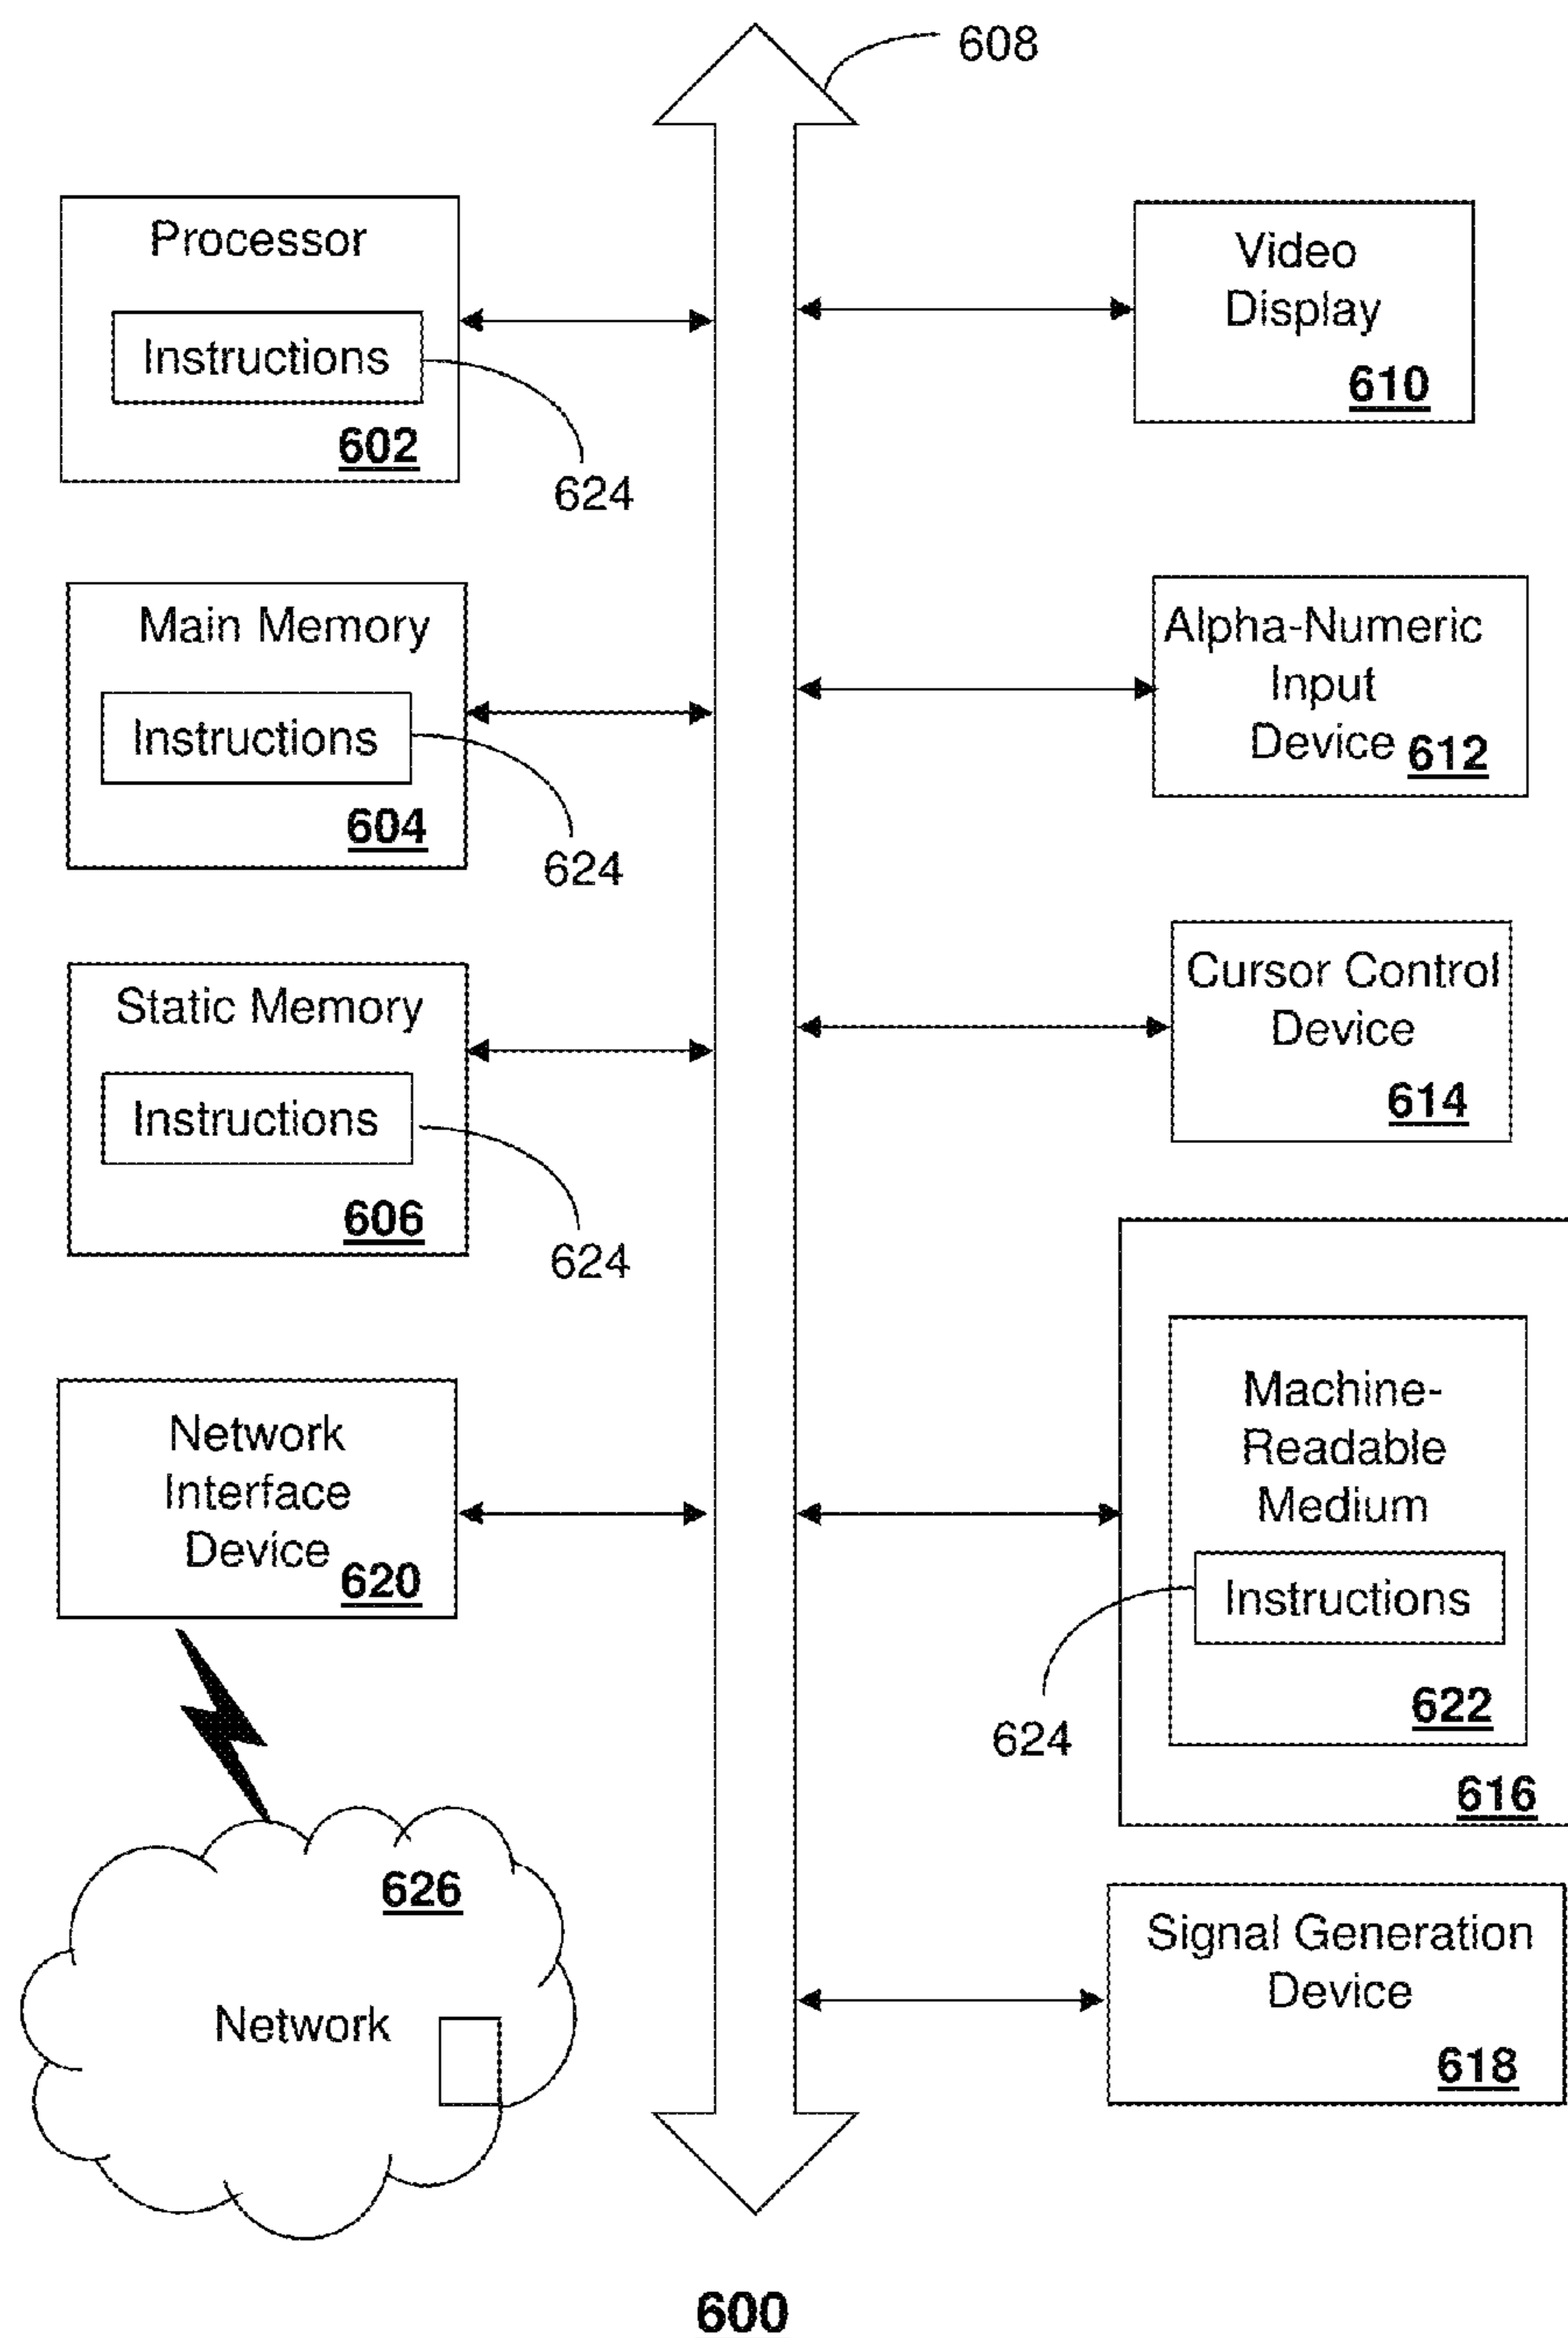 608
Processor
Instructions
602
624
Main Memory
Instructions
604
624
Static Memory
Instructions
606
624
Network
Interface
Device
620
626
Network
Video
Display
610
Alpha-Numeric
Input
Device 612
Cursor Control
Device
614
Machine-
Readable
Medium
Instructions
622
624
616
Signal Generation
Device
618
600